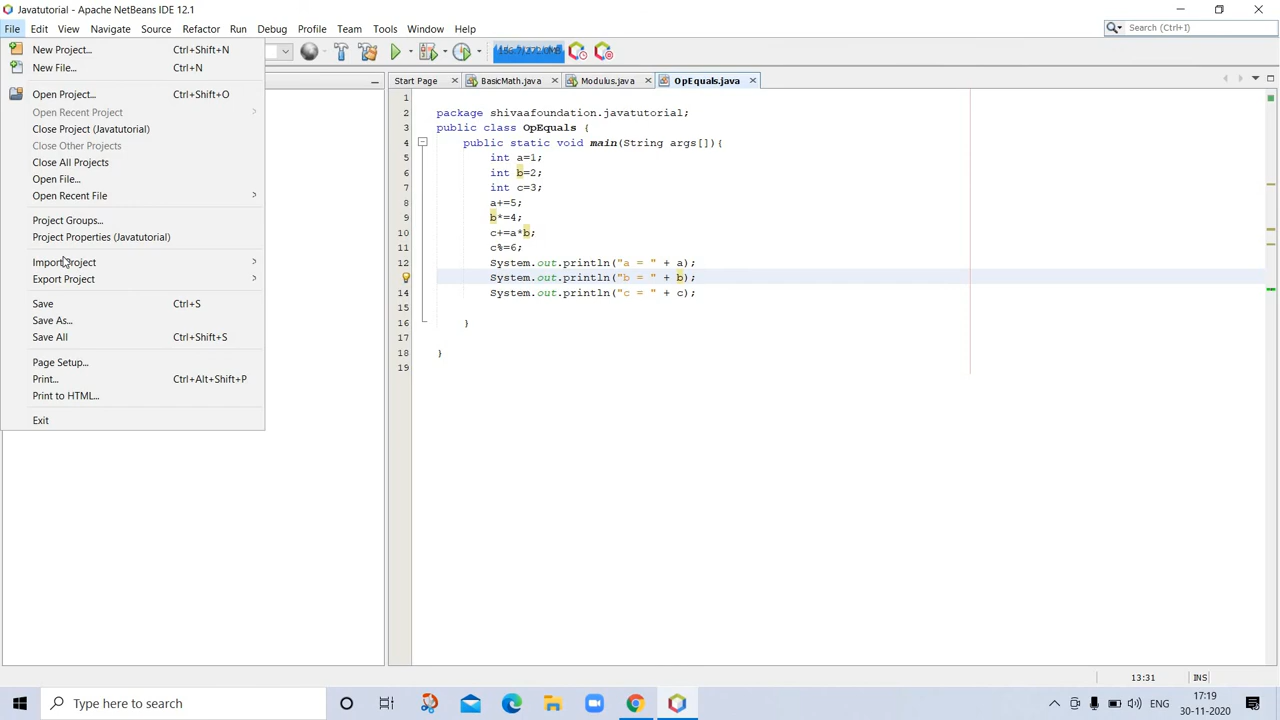 Javatutorial - Apache NetBeans IDE 12.1
File Edit View Navigate Source Refactor Run Debug Profile Team Tools Window Help
Search (Ctrl+I)
New Project... Ctrl+Shift+N
New File... Ctrl+N
Open Project... Ctrl+Shift+O
Open Recent Project
Close Project (Javatutorial)
Close Other Projects
Close All Projects
Open File...
Open Recent File
Project Groups...
Project Properties (Javatutorial)
Import Project
Export Project
Save Ctrl+S
Save As...
Save All Ctrl+Shift+S
Page Setup...
Print... Ctrl+Alt+Shift+P
Print to HTML...
Exit
Start Page BasicMath.java Modulus.java OpEquals.java
1
2 package shivaafoundation.javatutorial;
3 public class OpEquals {
4 public static void main(String args[]){
5 int a=1;
6 int b=2;
7 int c=3;
8 a+=5;
9 b*=4;
10 c+=a*b;
11 c%=6;
12 System.out.println("a = " + a);
System.out.println("b = " + b);
14 System.out.println("c = " + c);
15
16 }
17
18 }
19
13:31 INS
Type here to search
ENG
17:19
30-11-2020